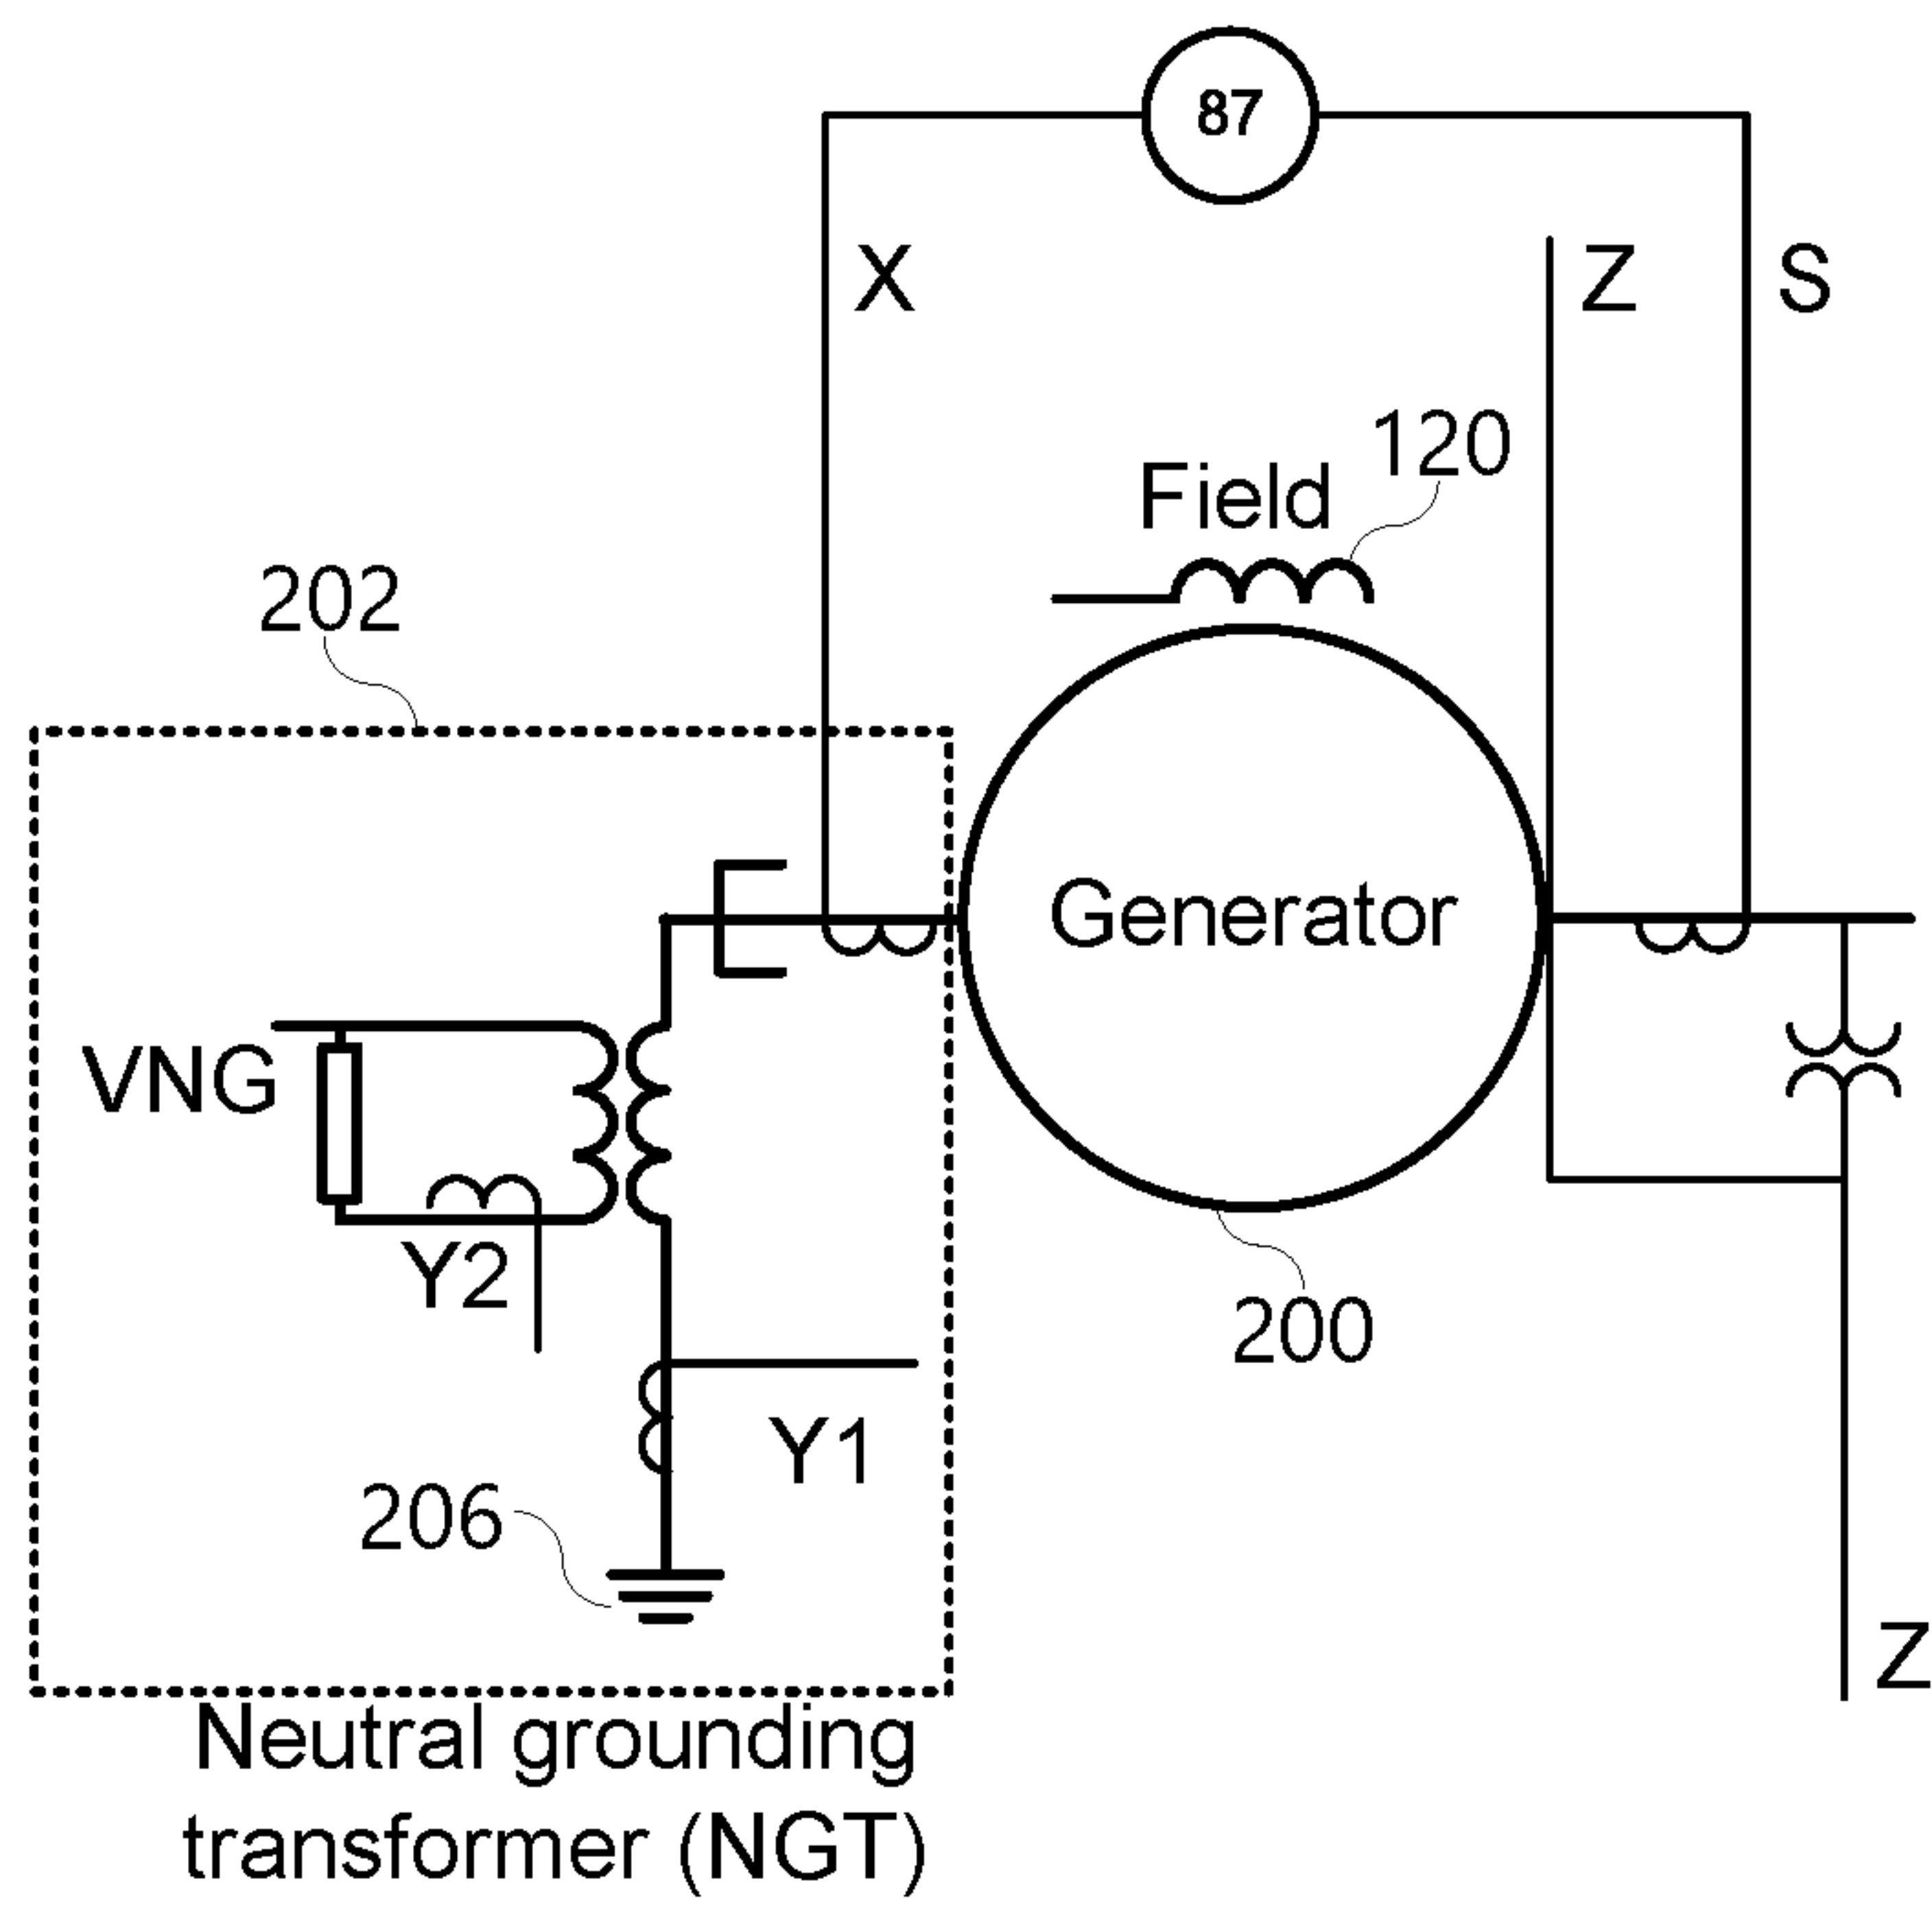 87
X
Z
S
120
Field
202
Generator
VNG
Y2
200
Y1
206
Z
Neutral grounding
transformer (NGT)